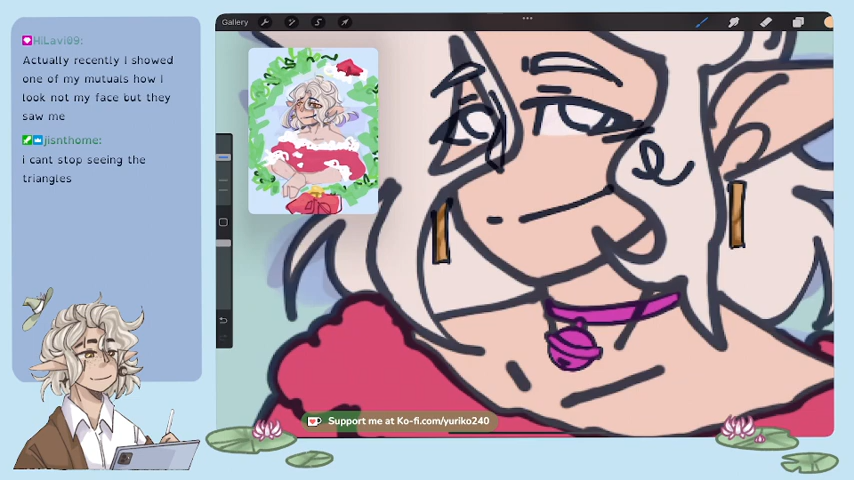 HiLavi09:
Actually recently I showed
one of my mutuals how I
look not my face but they
saw me
jisnthome:
i cant stop seeing the
triangles
Gallery
Support me at Ko-fi.com/yuriko240